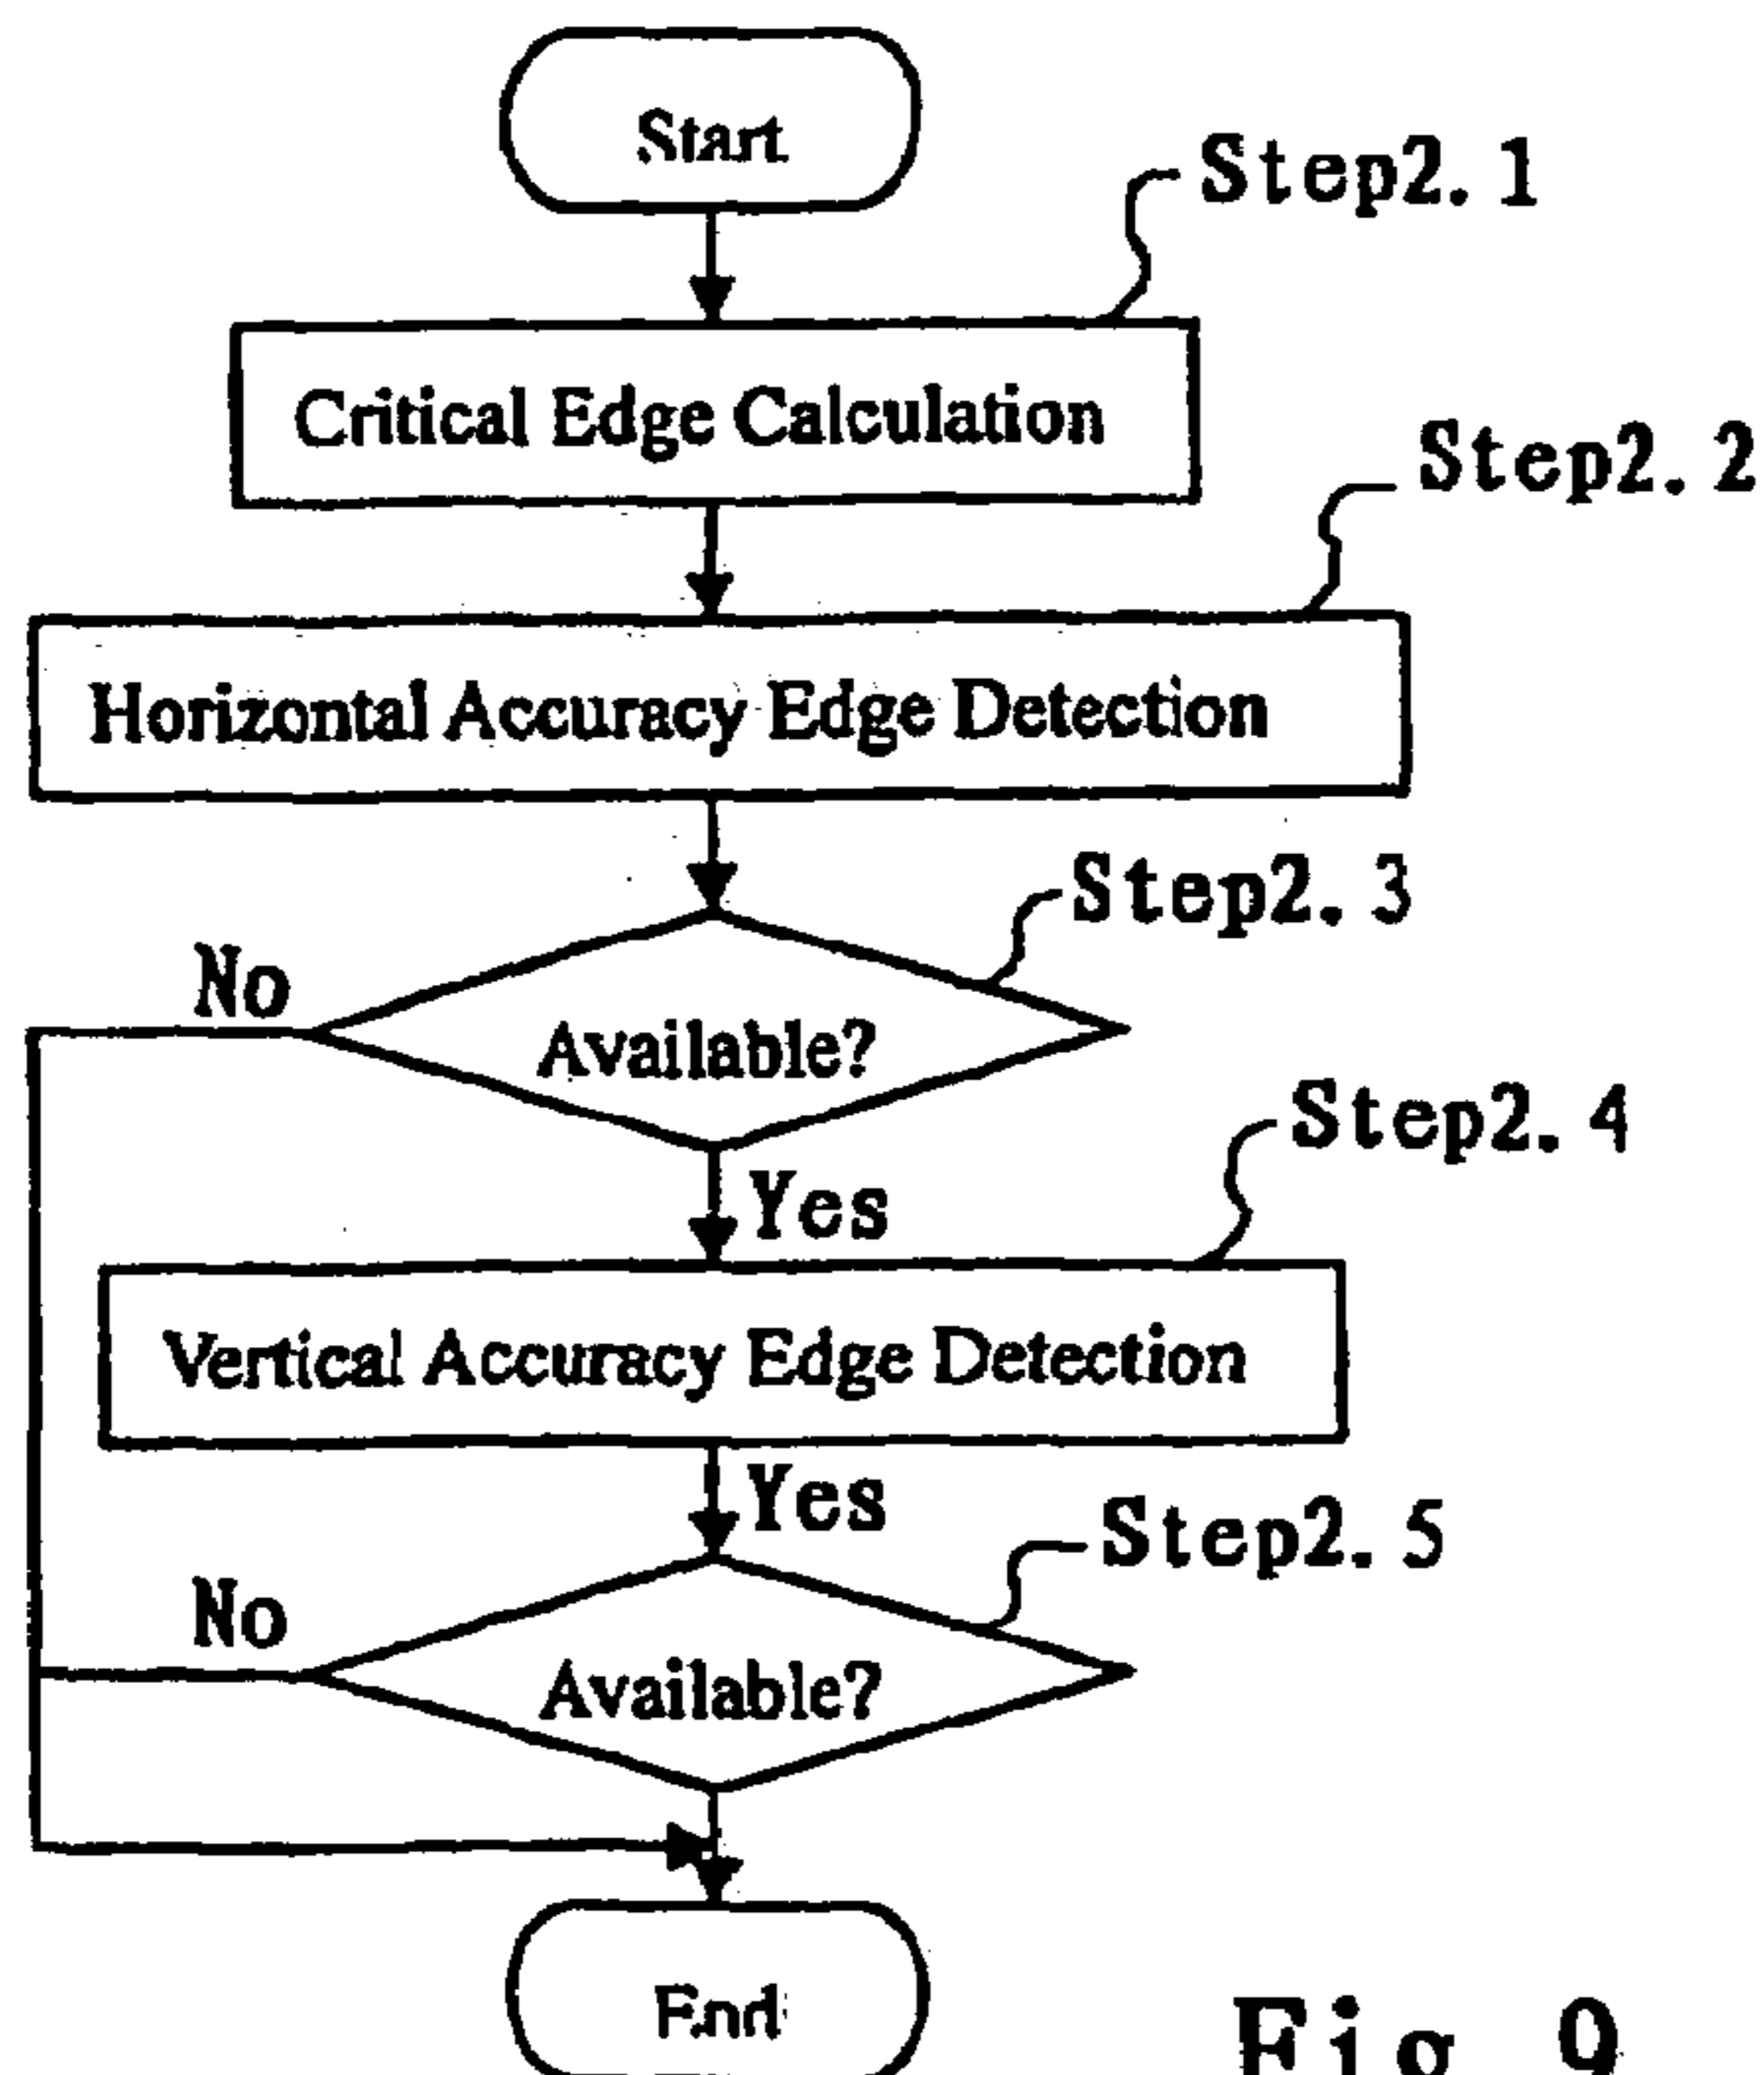 Start
Step2. 1
Critical Edge Calculation
Step2. 2
Horizontal Accuracy Edge Detection
Step2. 3
No
Available?
Step2. 4
Yes
Vertical Accuracy Edge Detection
Yes
Step2. 5
No
Available?
End
Fig 9